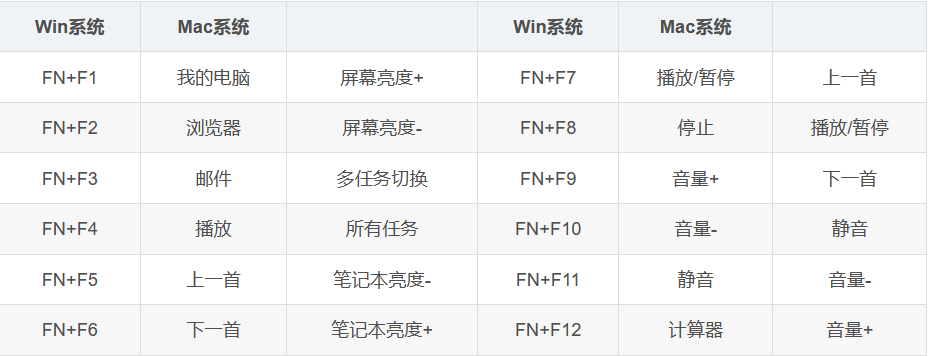 Win系统 Mac系统 Win系统 Mac系统
FN+F1 我的电脑 屏幕亮度+ FN+F7 播放/暂停 上一首
FN+F2 浏览器 屏幕亮度- FN+F8 停止 播放/暂停
FN+F3 邮件 多任务切换 FN+F9 音量+ 下一首
FN+F4 播放 所有任务 FN+F10 音量- 静音
FN+F5 上一首 笔记本亮度- FN+F11 静音 音量-
FN+F6 下一首 笔记本亮度+ FN+F12 计算器 音量+